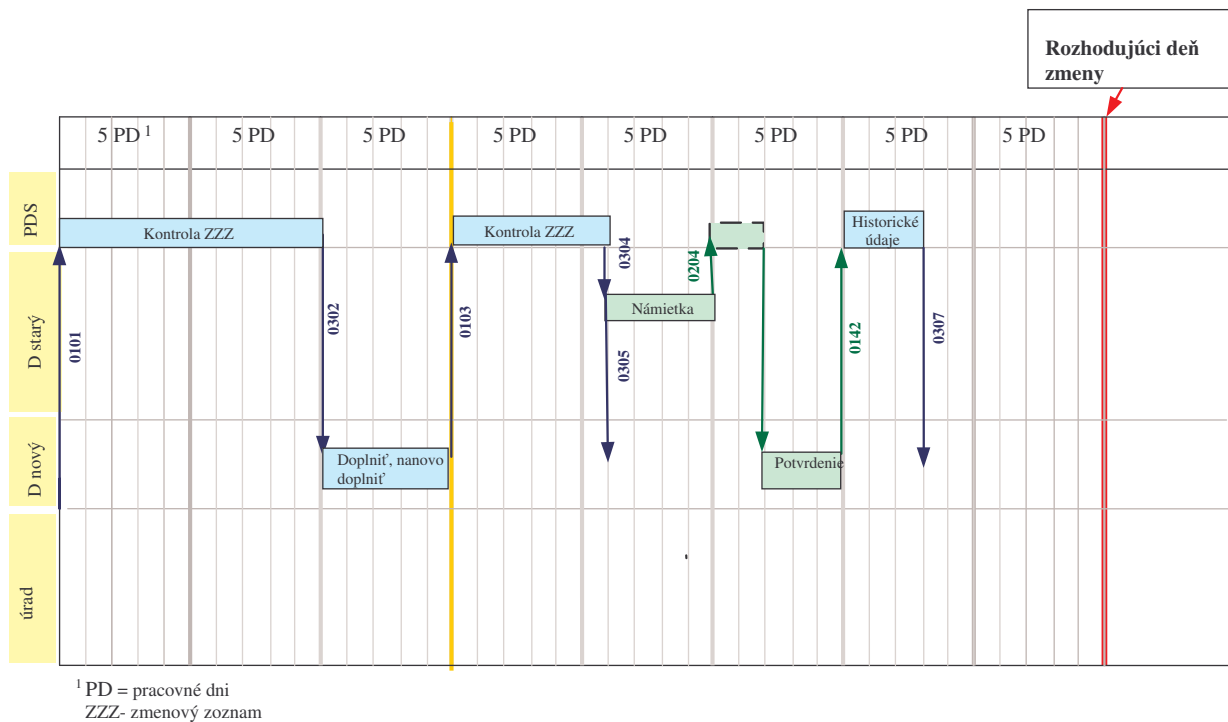 Rozhodujúci deň
zmeny
5 PD ¹ 5 PD 5 PD 5 PD 5 PD 5 PD 5 PD 5 PD
PDS
Kontrola ZZZ
Kontrola ZZZ
Historické
údaje
D starý
0101
0302
0103
0304
0305
Námietka
0204
0142
0307
D nový
Doplniť, nanovo
doplniť
Potvrdenie
úrad
¹ PD = pracovné dni
ZZZ- zmenový zoznam